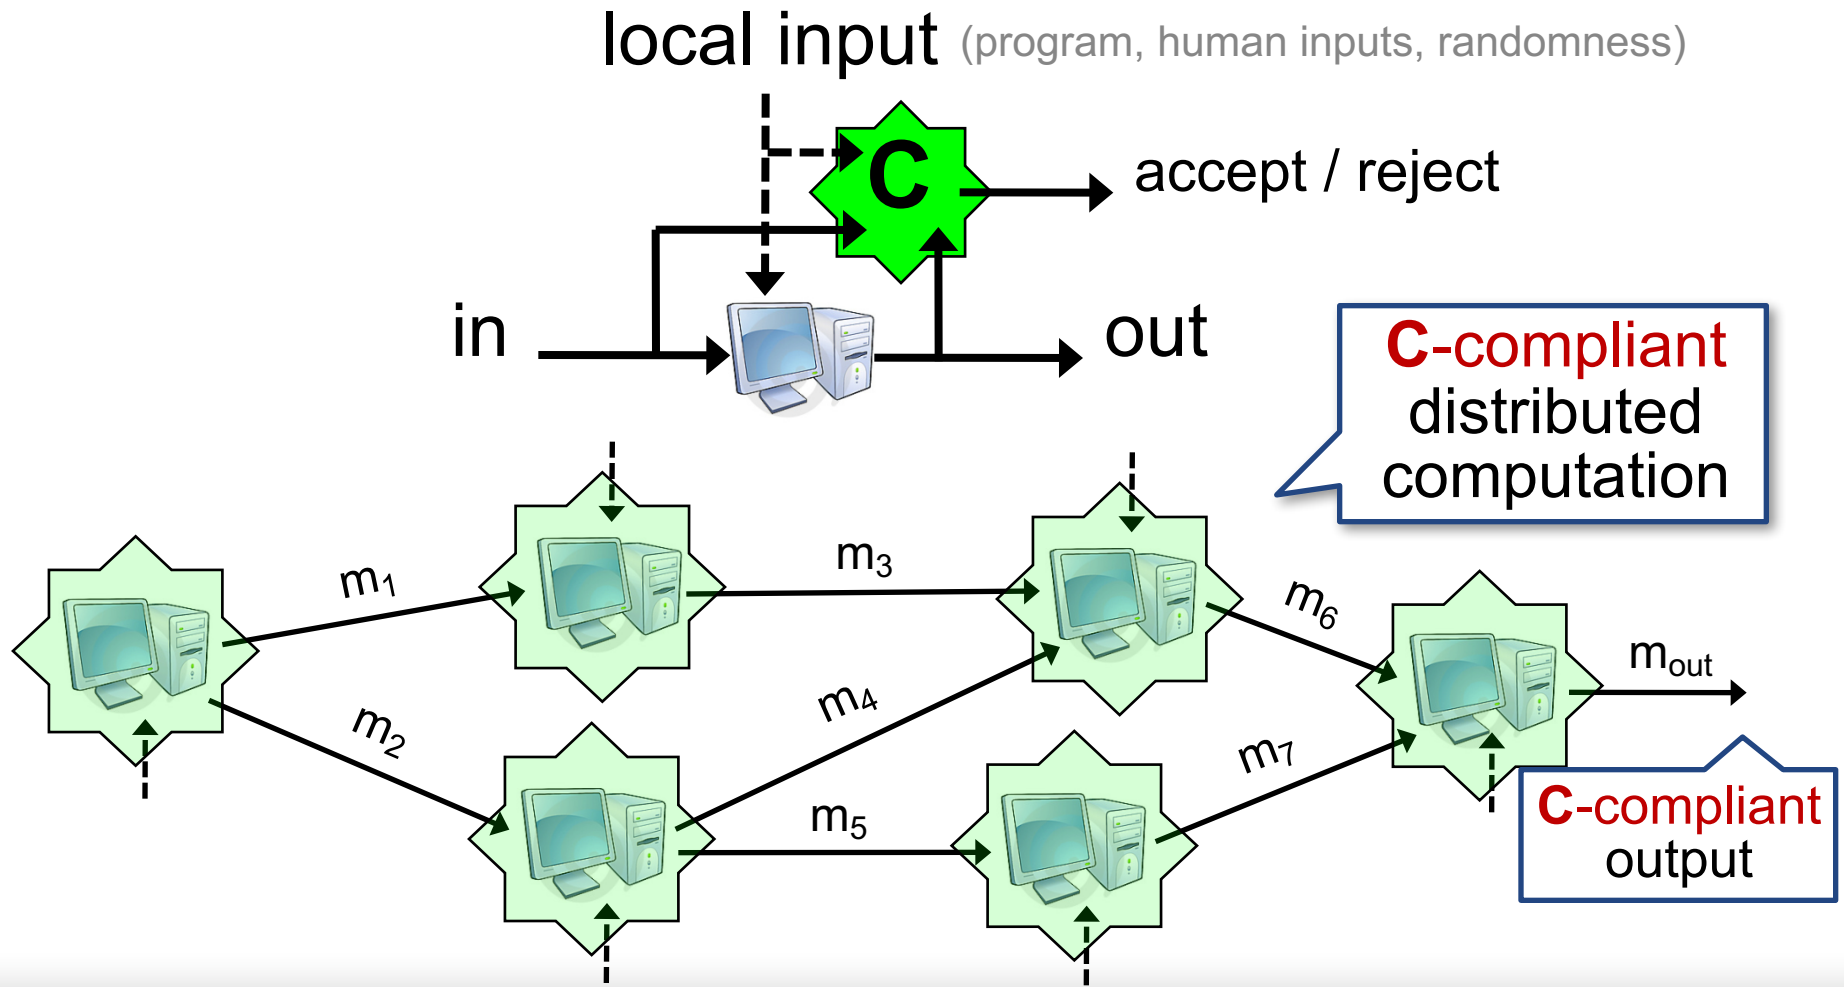 local input (program, human inputs, randomness)
C
accept / reject
in
out
C-compliant
distributed
computation
m1
m3
m6
mout
m2
m4
m7
m5
C-compliant
output